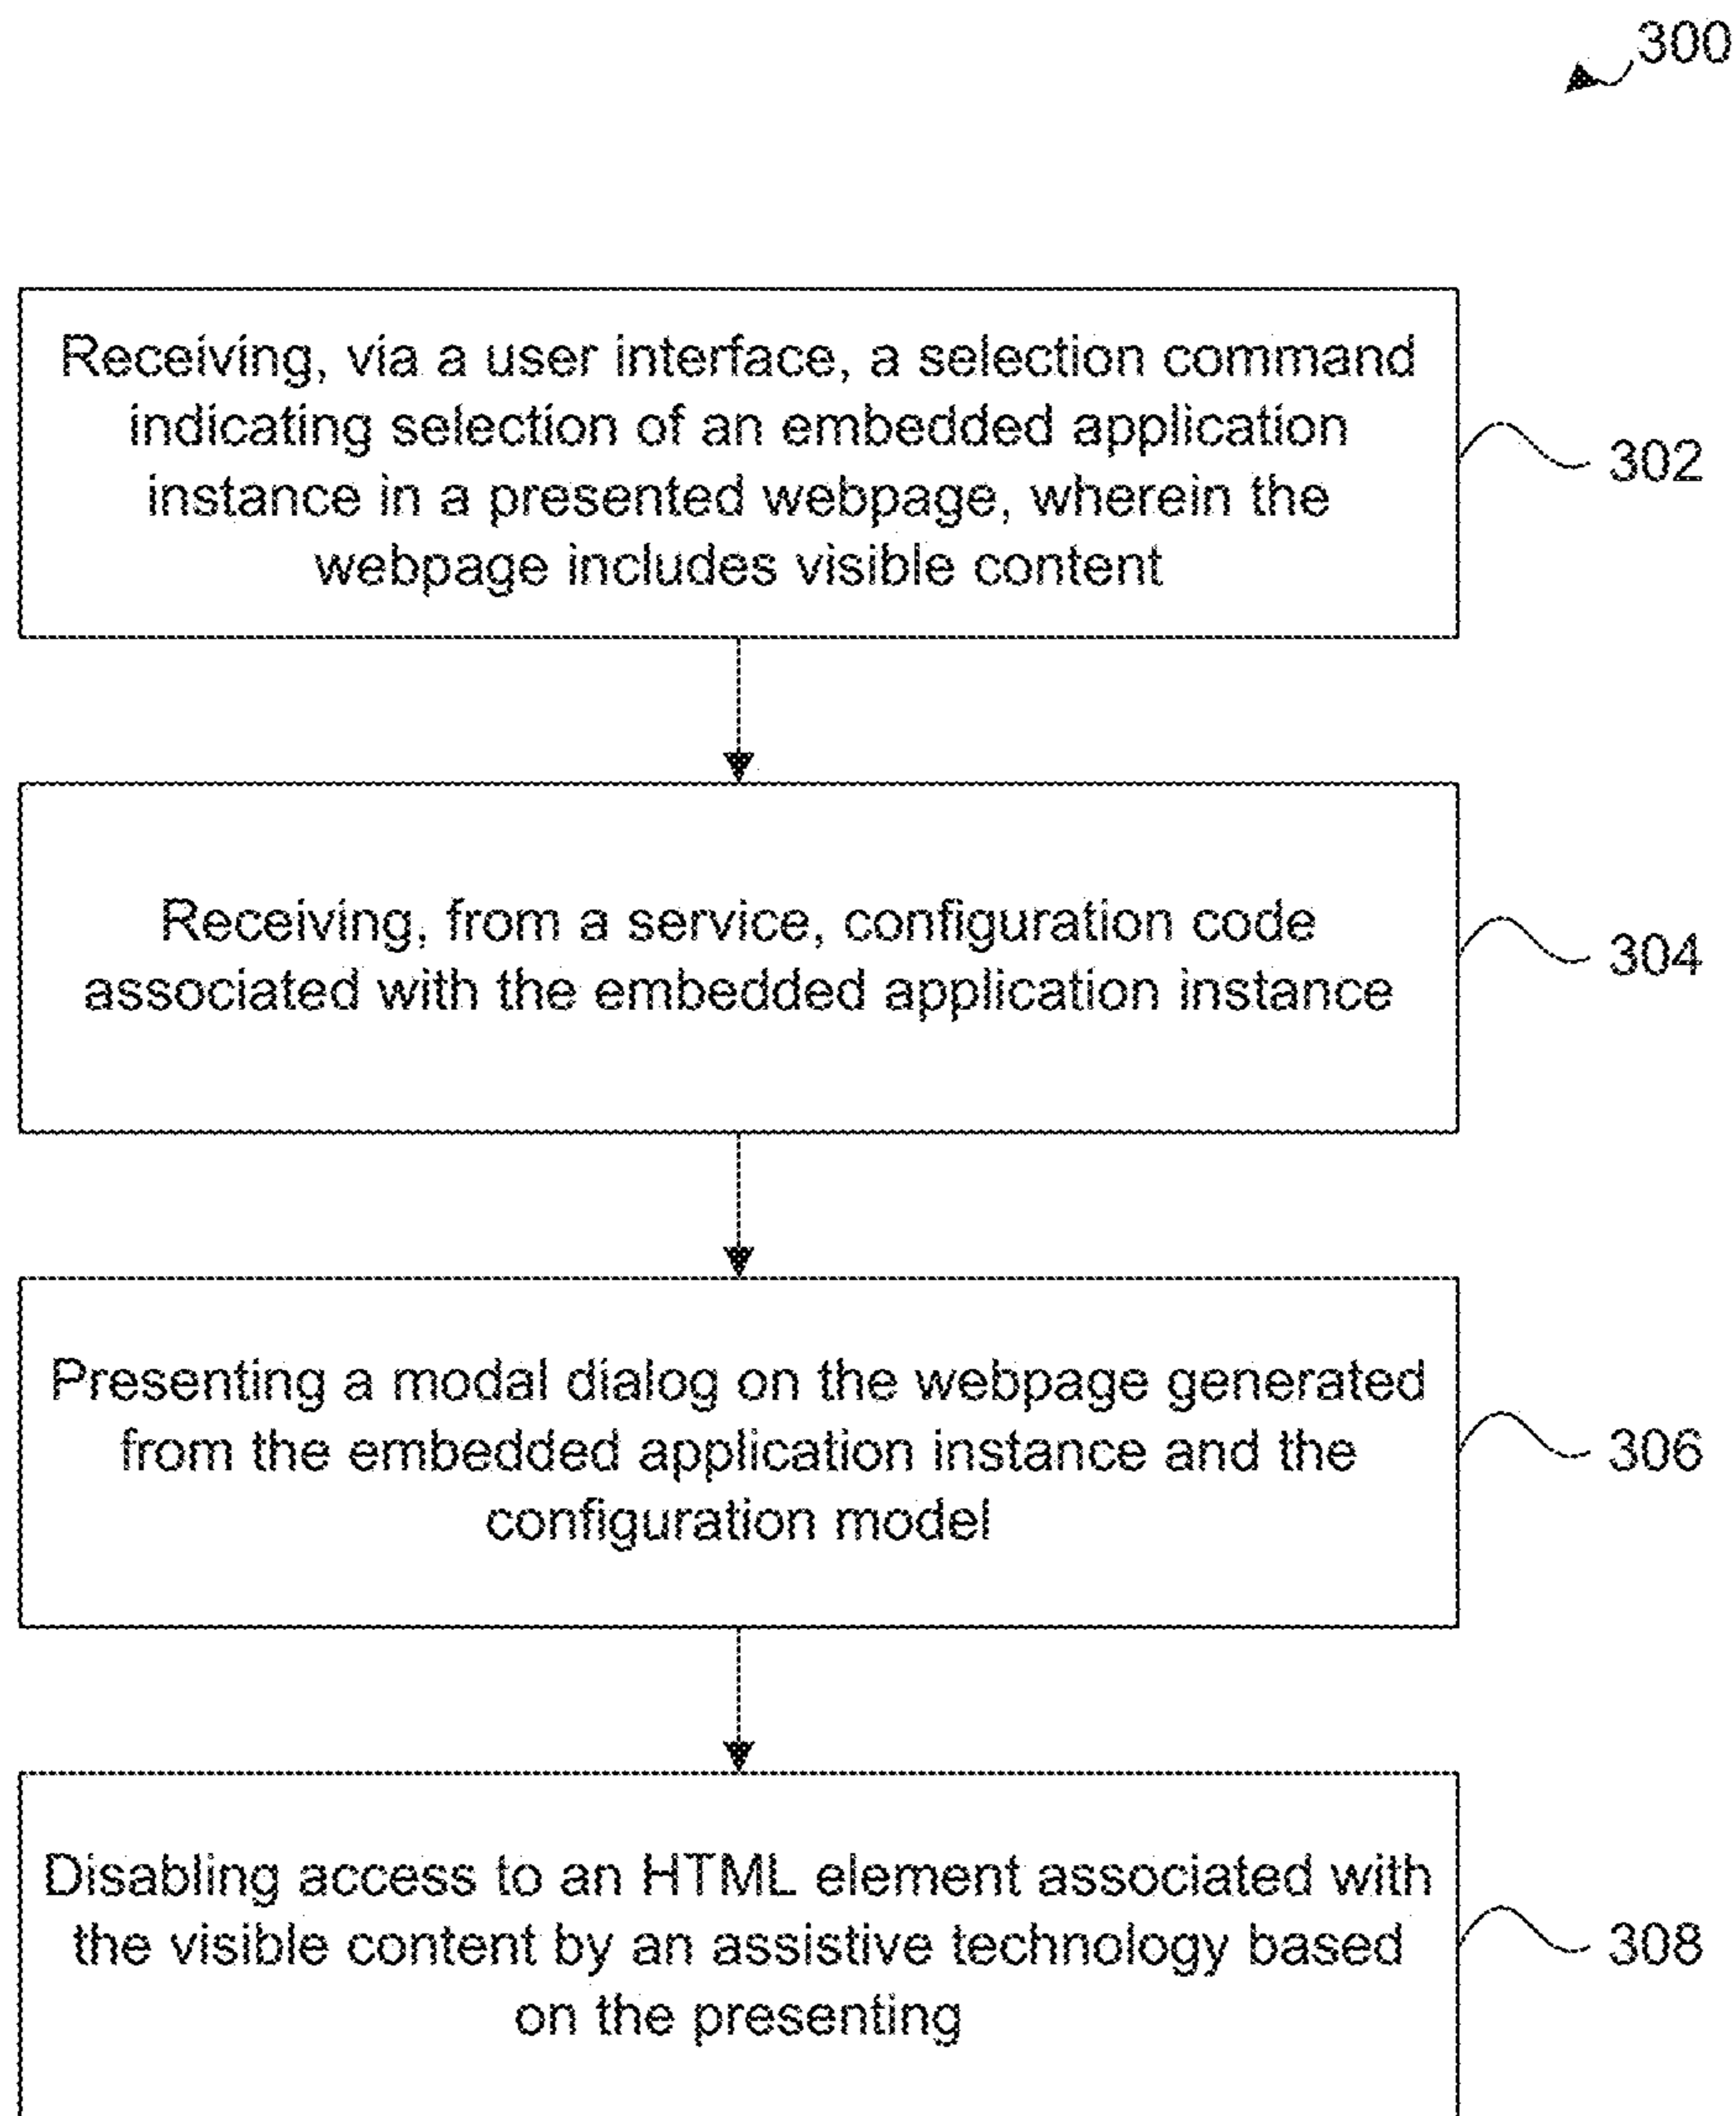 300
Receiving, via a user interface, a selection command
indicating selection of an embedded application
instance in a presented webpage, wherein the
webpage includes visible content
302
Receiving, from a service, configuration code
associated with the embedded application instance
304
Presenting a modal dialog on the webpage generated
from the embedded application instance and the
configuration model
306
Disabling access to an HTML element associated with
the visible content by an assistive technology based
on the presenting
308